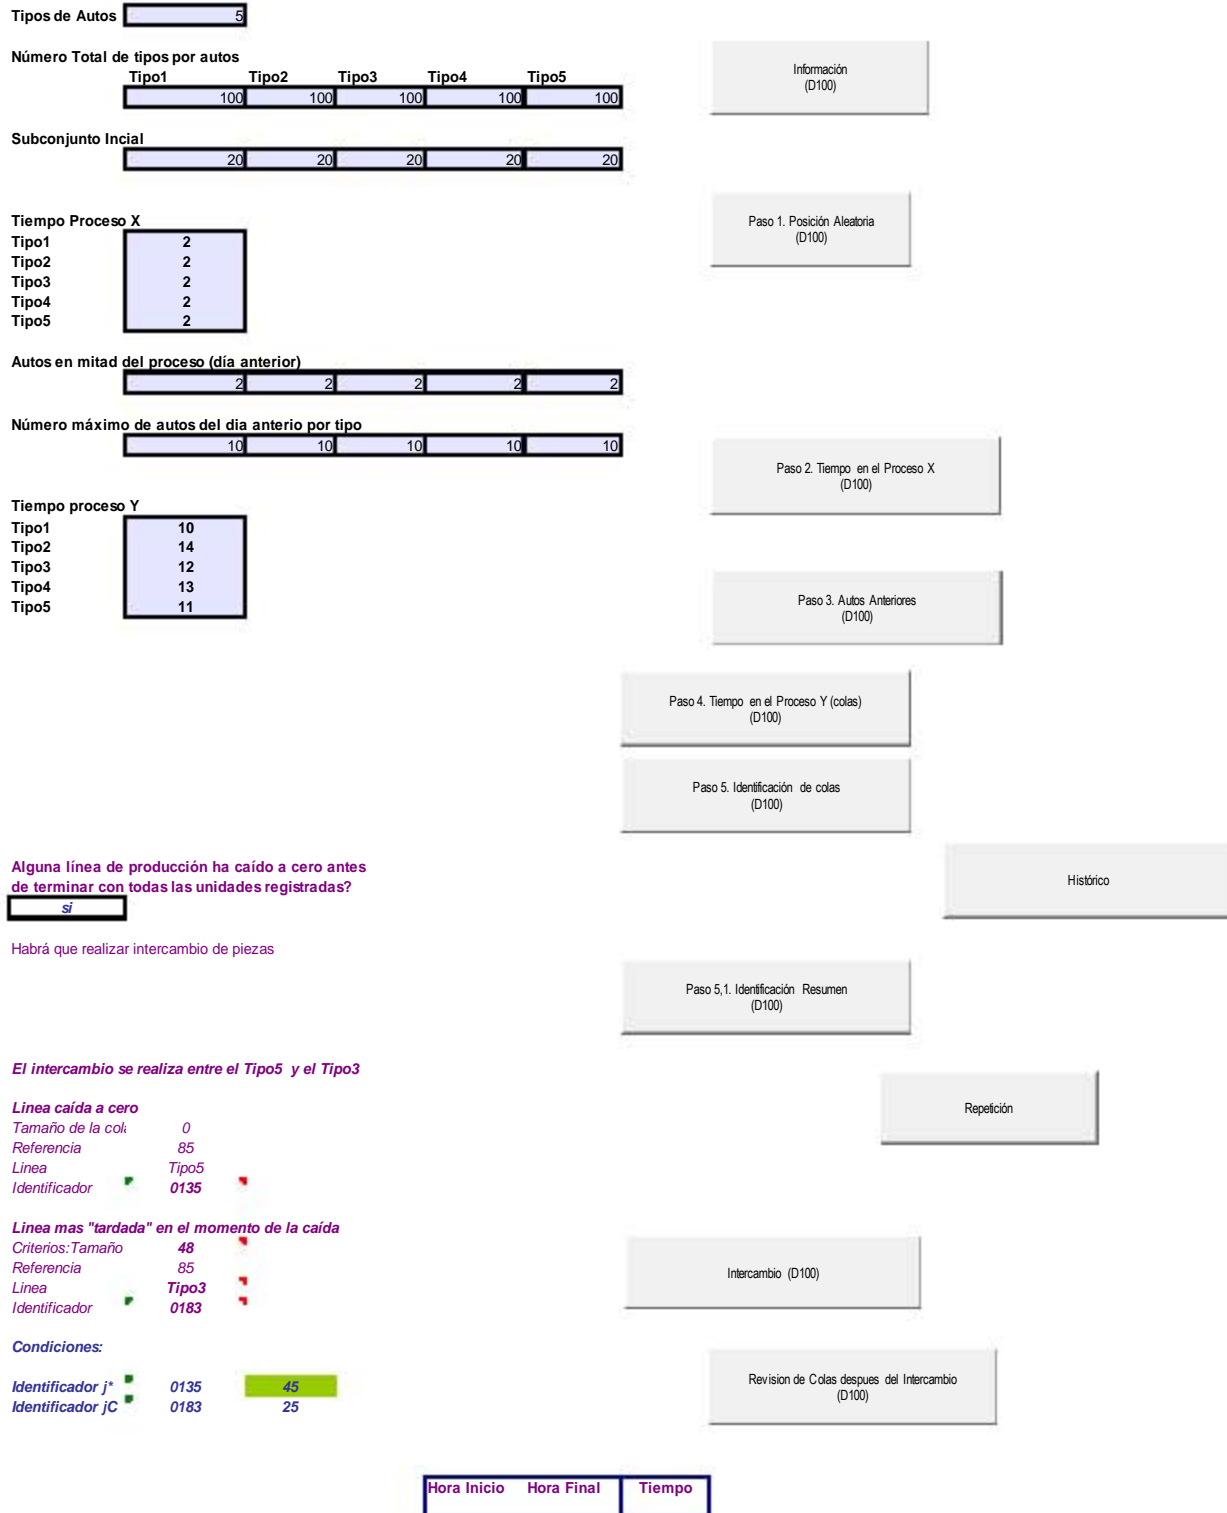 Tipos de Autos 5
Número Total de tipos por autos
Tipo1 Tipo2 Tipo3 Tipo4 Tipo5
100 100 100 100 100
Información
(D100)
Subconjunto Incial
20 20 20 20 20
Tiempo Proceso X
Tipo1 2
Tipo2 2
Tipo3 2
Tipo4 2
Tipo5 2
Paso 1. Posición Aleatoria
(D100)
Autos en mitad del proceso (día anterior)
2 2 2 2 2
Número máximo de autos del dia anterio por tipo
10 10 10 10 10
Paso 2. Tiempo en el Proceso X
(D100)
Tiempo proceso Y
Tipo1 10
Tipo2 14
Tipo3 12
Tipo4 13
Tipo5 11
Paso 3. Autos Anteriores
(D100)
Paso 4. Tiempo en el Proceso Y (colas)
(D100)
Paso 5. Identificación de colas
(D100)
Alguna línea de producción ha caído a cero antes
de terminar con todas las unidades registradas?
si
Histórico
Habrá que realizar intercambio de piezas
Paso 5,1. Identificación Resumen
(D100)
El intercambio se realiza entre el Tipo5 y el Tipo3
Repetición
Linea caída a cero
Tamaño de la cola 0
Referencia 85
Linea Tipo5
Identificador 0135
Linea mas "tardada" en el momento de la caída
Criterios:Tamaño 48
Referencia 85
Linea Tipo3
Identificador 0183
Intercambio (D100)
Condiciones:
Identificador j* 0135 45
Identificador jC 0183 25
Revision de Colas despues del Intercambio
(D100)
Hora Inicio Hora Final Tiempo